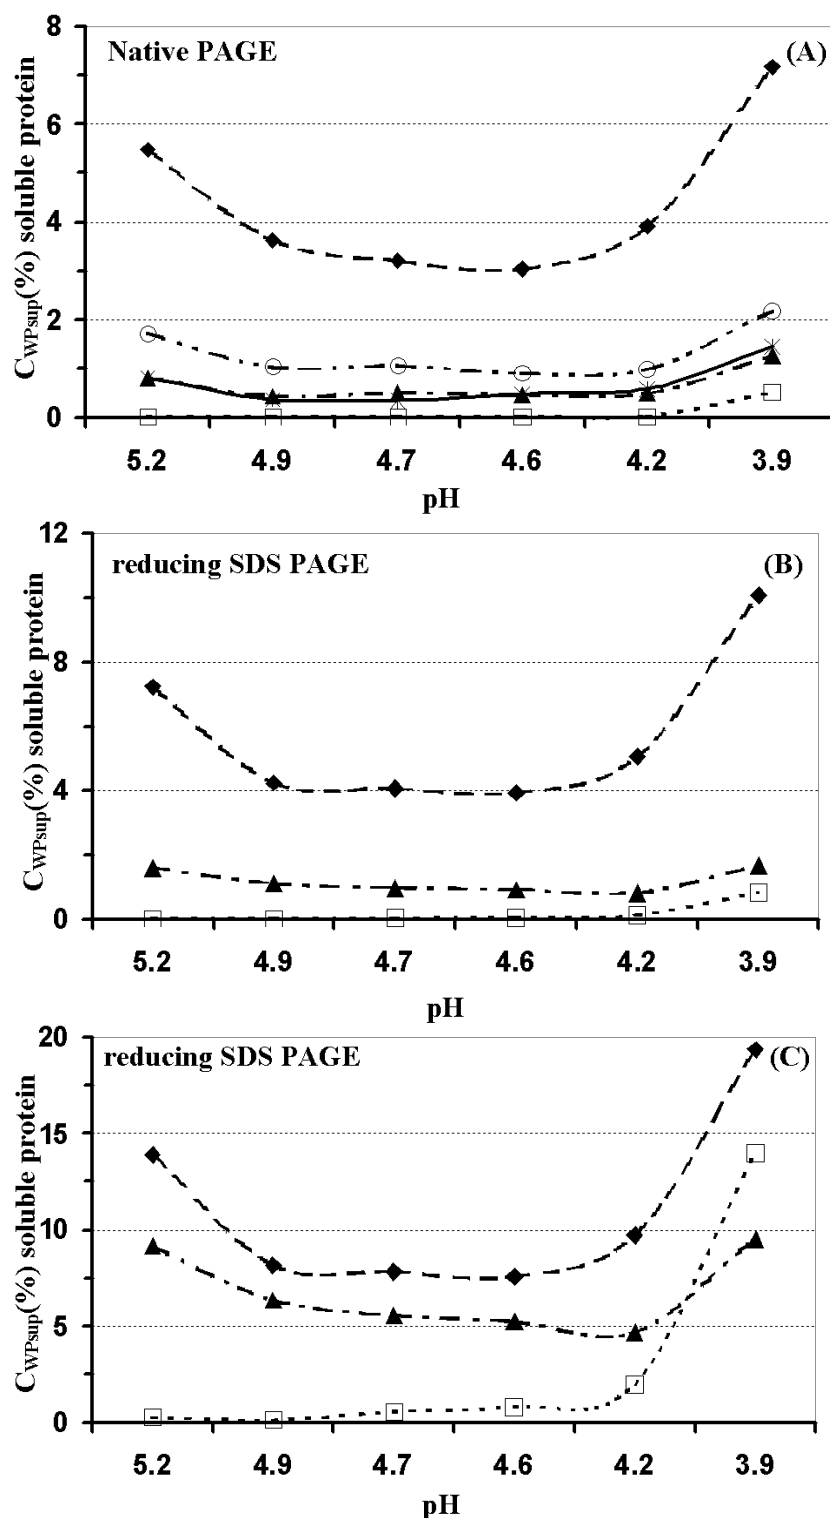 Native PAGE (A)
C_WPsup(%) soluble protein
8
6
4
2
0
5.2 4.9 4.7 4.6 4.2 3.9
pH
reducing SDS PAGE (B)
C_WPsup(%) soluble protein
12
8
4
0
5.2 4.9 4.7 4.6 4.2 3.9
pH
reducing SDS PAGE (C)
C_WPsup(%) soluble protein
20
15
10
5
0
5.2 4.9 4.7 4.6 4.2 3.9
pH